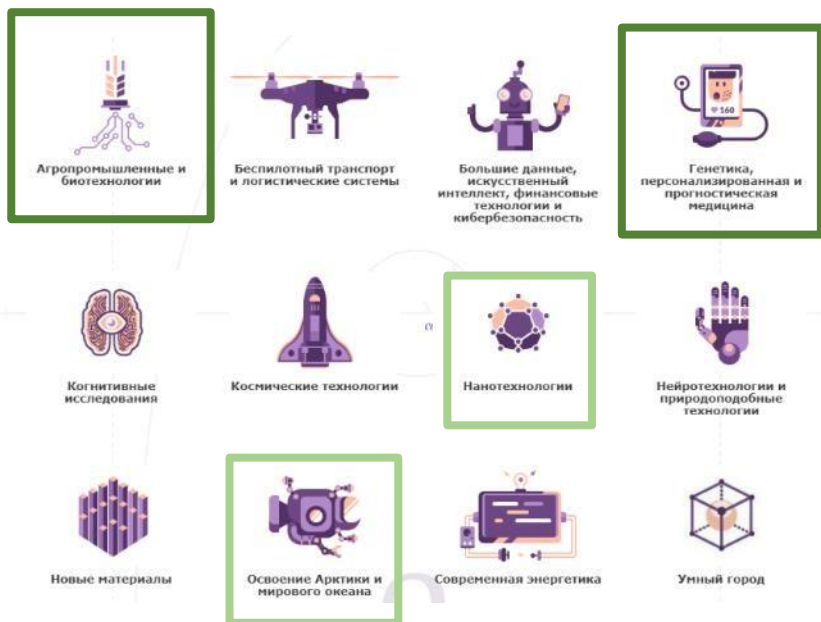 160
Агропромышленные и
биотехнологии
Беспилотный транспорт
и логистические системы
Большие данные,
искусственный
интеллект, финансовые
технологии и
кибербезопасность
Генетика,
персонализированная и
прогностическая
медицина
Когнитивные
исследования
Космические технологии
Нанотехнологии
Нейротехнологии и
природоподобные
технологии
Новые материалы
Освоение Арктики и
мирового океана
Современная энергетика
Умный город